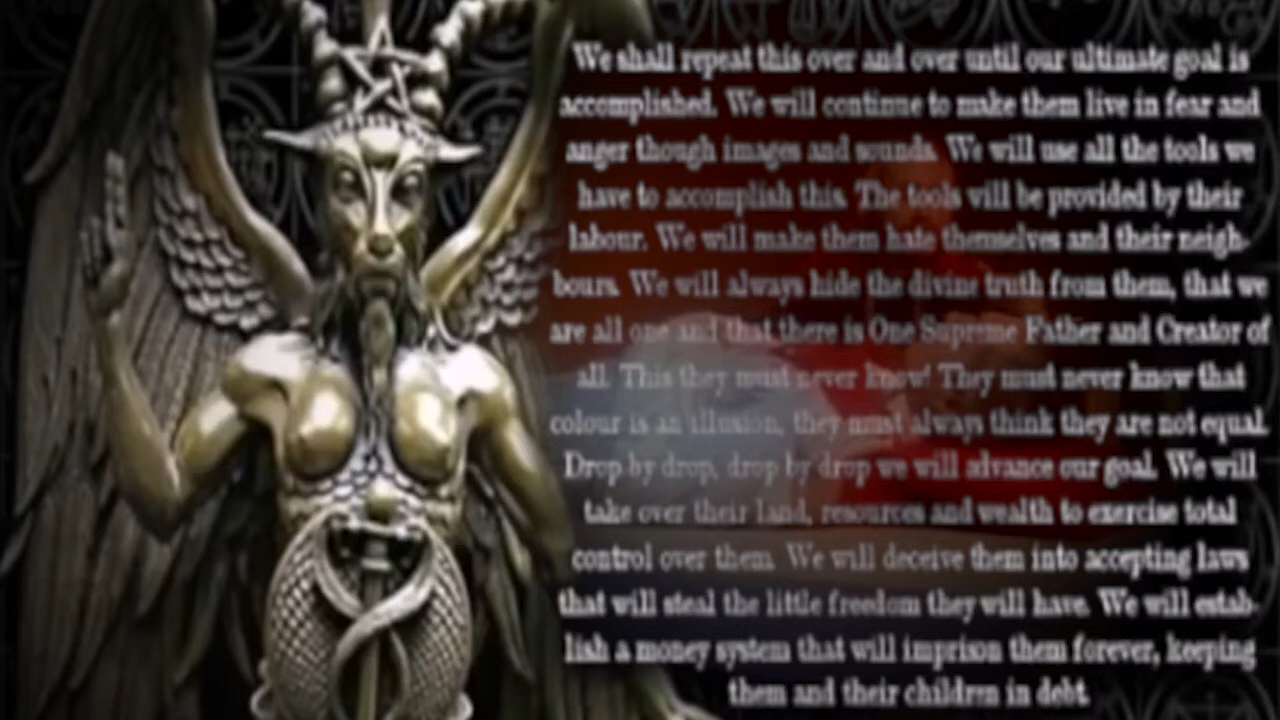 We shall repeat this over and over until our ultimate goal is
accomplished. We will continue to make them live in fear and
anger though images and sounds. We will use all the tools we
have to accomplish this. The tools will be provided by their
labour. We will make them hate themselves and their neigh-
bours. We will always hide the divine truth from them, that we
are all one and that there is One Supreme Father and Creator of
all. This they must never know! They must never know that
colour is an illusion, they must always think they are not equal.
Drop by drop, drop by drop we will advance our goal. We will
take over their land, resources and wealth to exercise total
control over them. We will deceive them into accepting laws
that will steal the little freedom they will have. We will estab-
lish a money system that will imprison them forever, keeping
them and their children in debt.